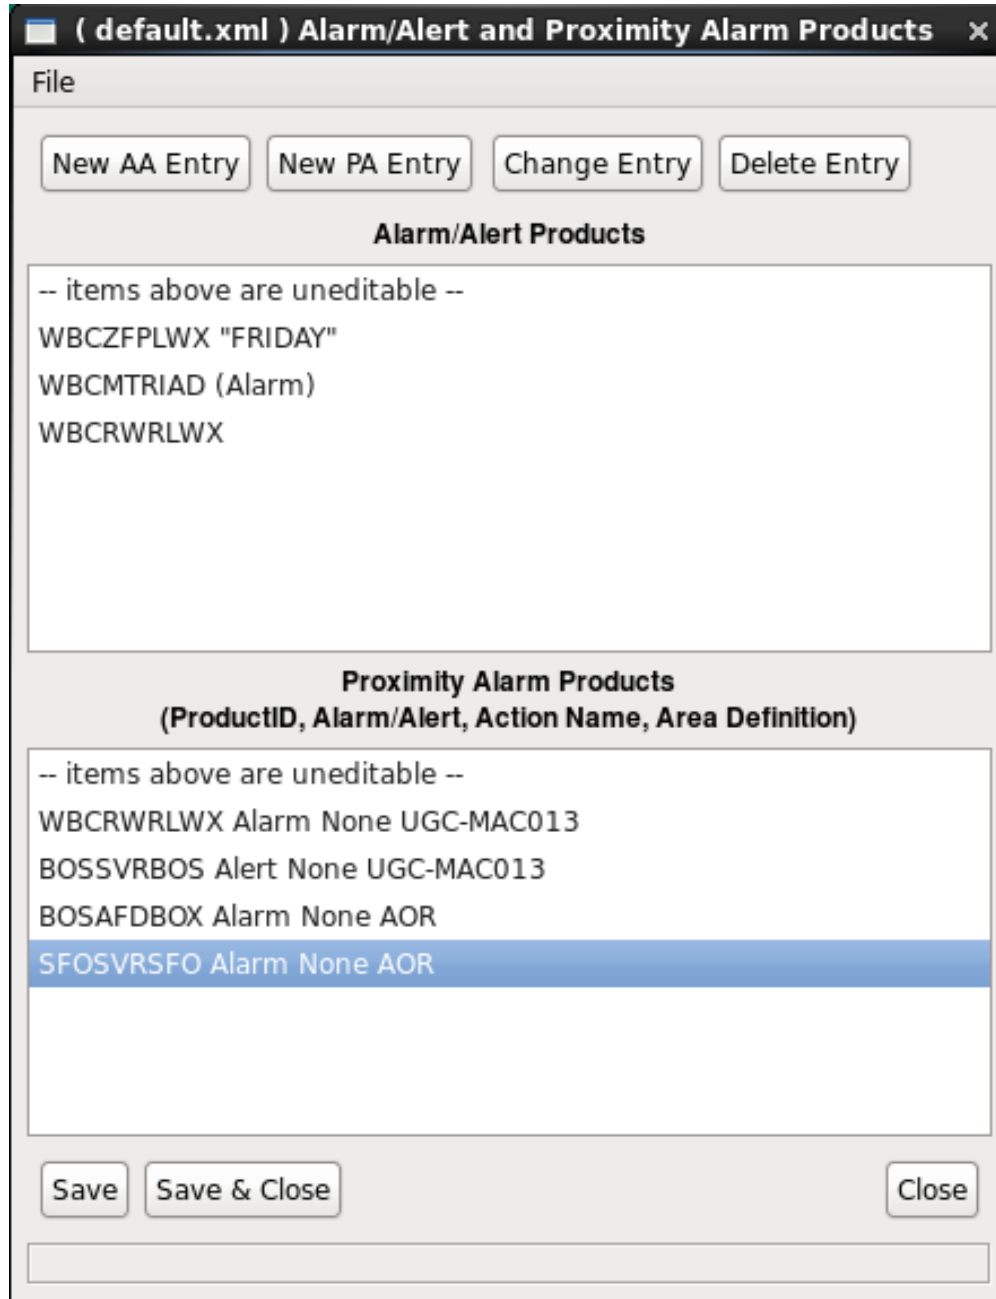 ( default.xml ) Alarm/Alert and Proximity Alarm Products
File
New AA Entry New PA Entry Change Entry Delete Entry
Alarm/Alert Products
-- items above are uneditable --
WBCZFPLWX "FRIDAY"
WBCMTRIAD (Alarm)
WBCRWRLWX
Proximity Alarm Products
(ProductID, Alarm/Alert, Action Name, Area Definition)
-- items above are uneditable --
WBCRWRLWX Alarm None UGC-MAC013
BOSSVRBOS Alert None UGC-MAC013
BOSAFDBOX Alarm None AOR
SFOSVRSFO Alarm None AOR
Save Save & Close Close